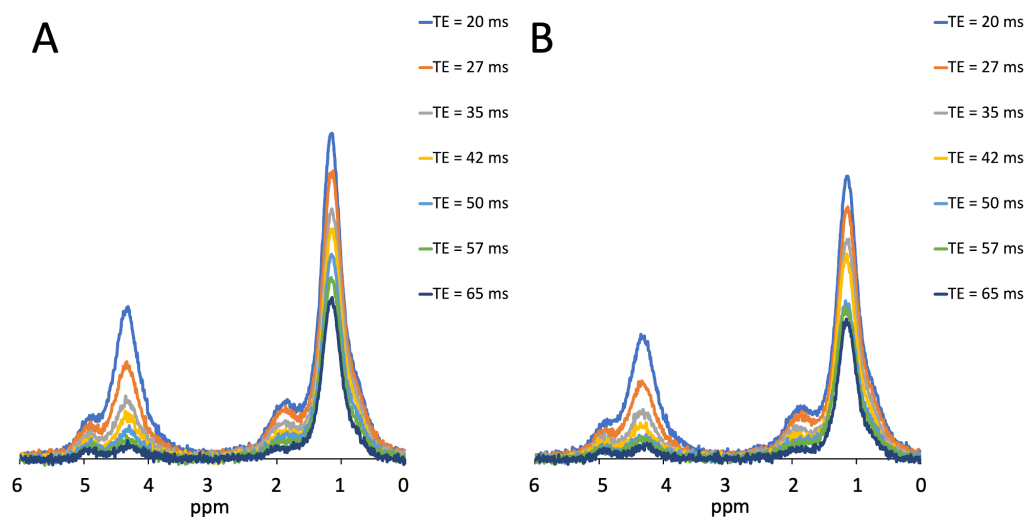 A
TE = 20 ms
TE = 27 ms
TE = 35 ms
TE = 42 ms
TE = 50 ms
TE = 57 ms
TE = 65 ms
6 5 4 3 2 1 0
ppm
B
TE = 20 ms
TE = 27 ms
TE = 35 ms
TE = 42 ms
TE = 50 ms
TE = 57 ms
TE = 65 ms
6 5 4 3 2 1 0
ppm